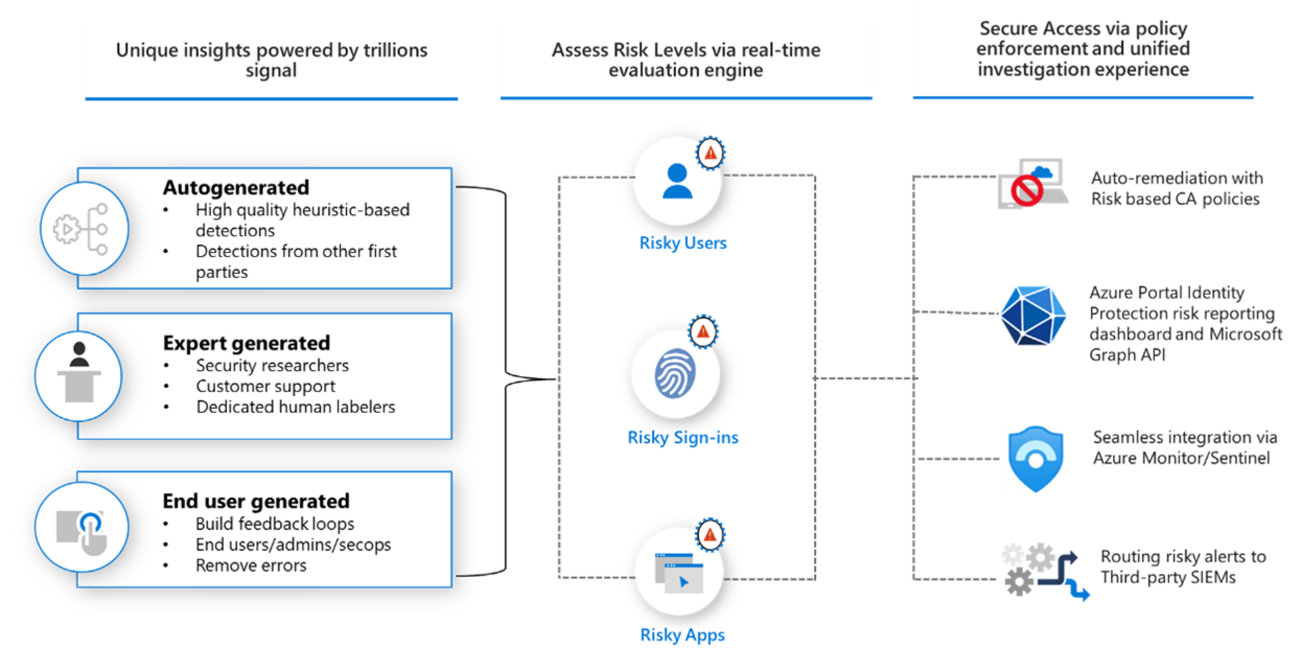 Unique insights powered by trillions
signal
Assess Risk Levels via real-time
evaluation engine
Secure Access via policy
enforcement and unified
investigation experience
Autogenerated
• High quality heuristic-based
detections
• Detections from other first
parties
Expert generated
• Security researchers
• Customer support
• Dedicated human labelers
End user generated
• Build feedback loops
• End users/admins/secops
• Remove errors
Risky Users
Risky Sign-ins
Risky Apps
Auto-remediation with
Risk based CA policies
Azure Portal Identity
Protection risk reporting
dashboard and Microsoft
Graph API
Seamless integration via
Azure Monitor/Sentinel
Routing risky alerts to
Third-party SIEMs